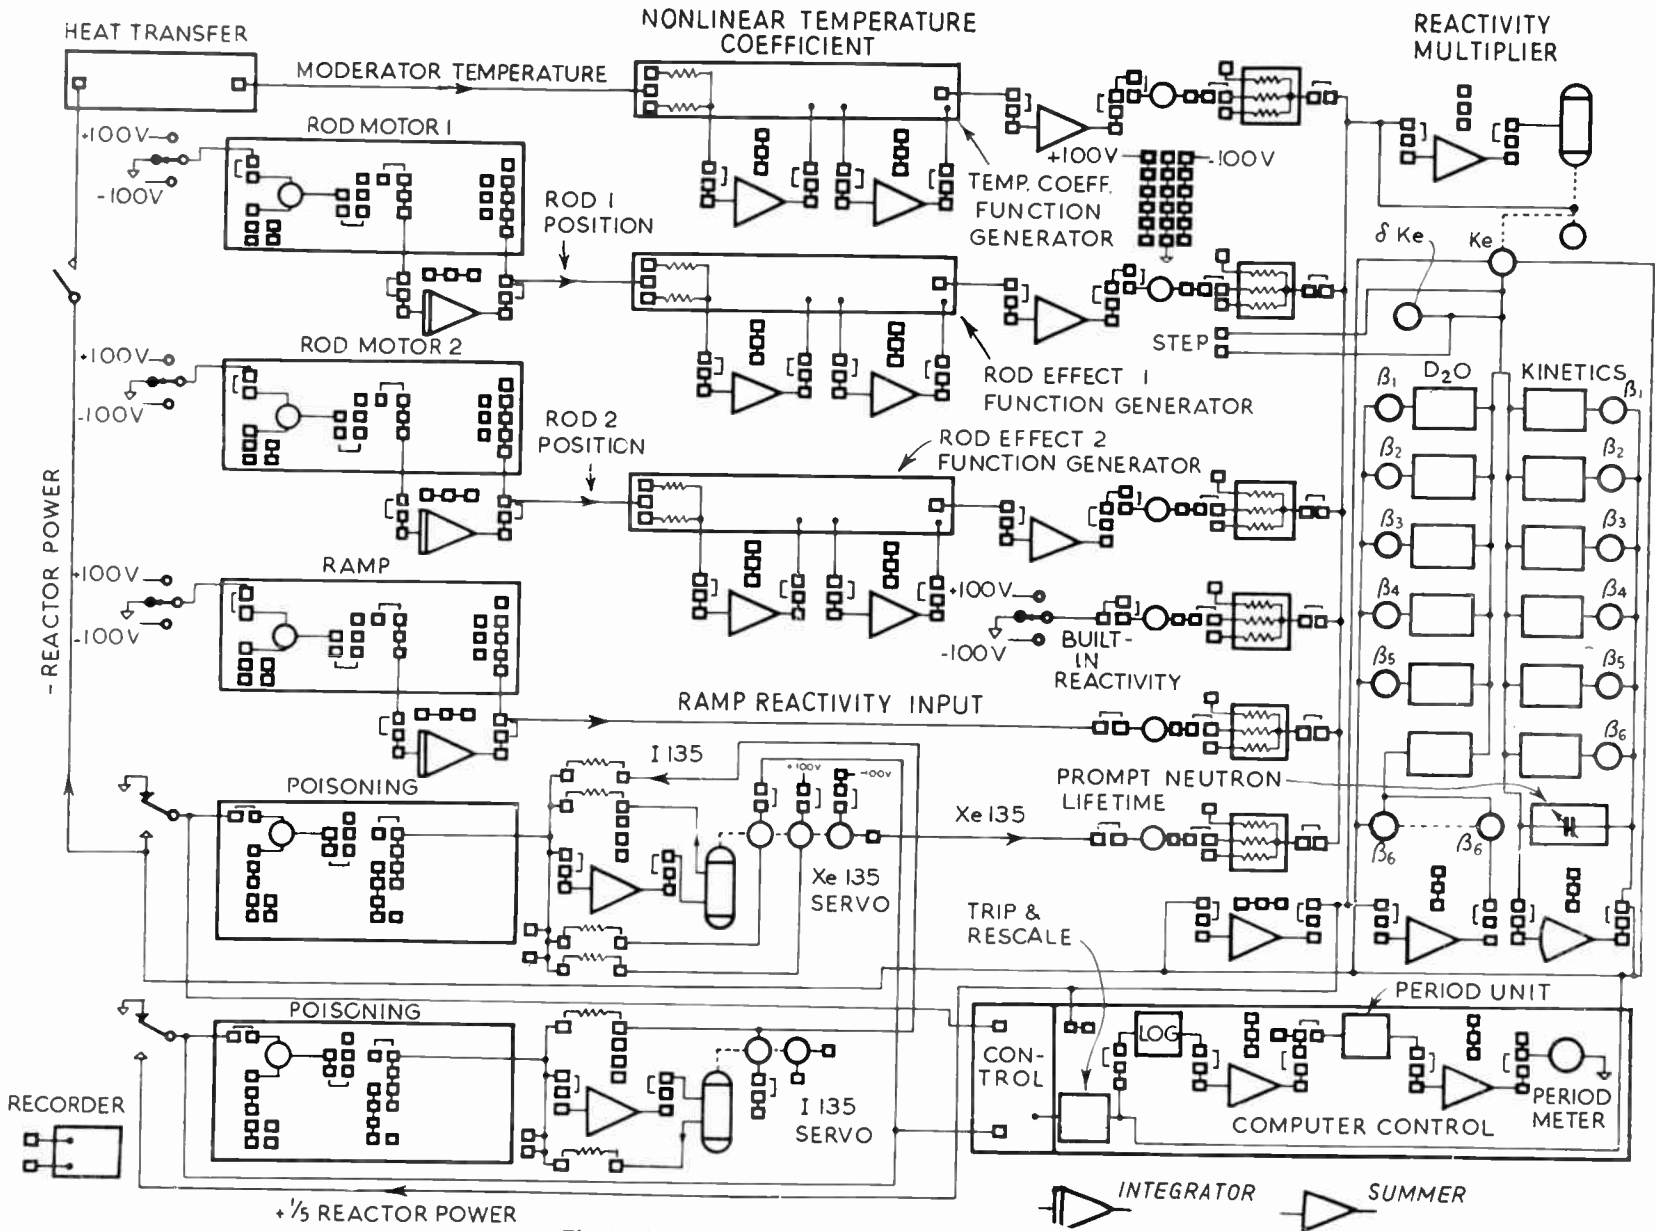 HEAT TRANSFER
NONLINEAR TEMPERATURE
COEFFICIENT
REACTIVITY
MULTIPLIER
MODERATOR TEMPERATURE
+100V
-100V
ROD MOTOR 1
ROD 1
POSITION
+100V
-100V
TEMP. COEFF.
FUNCTION
GENERATOR
δ Ke
Ke
STEP
+100V
-100V
ROD MOTOR 2
ROD EFFECT 1
FUNCTION GENERATOR
ROD 2
POSITION
ROD EFFECT 2
FUNCTION GENERATOR
D2O
KINETICS
β1
β1
β2
β2
β3
β3
β4
β4
β5
β5
β6
β6
β6
- REACTOR POWER
+100V
-100V
RAMP
+100V
-100V
BUILT-
IN
REACTIVITY
RAMP REACTIVITY INPUT
I 135
+100V
-100V
POISONING
PROMPT NEUTRON
LIFETIME
Xe 135
Xe 135
SERVO
TRIP &
RESCALE
POISONING
PERIOD UNIT
LOG
CON-
TROL
I 135
SERVO
PERIOD
METER
COMPUTER CONTROL
RECORDER
+ 1/5 REACTOR POWER
INTEGRATOR
SUMMER